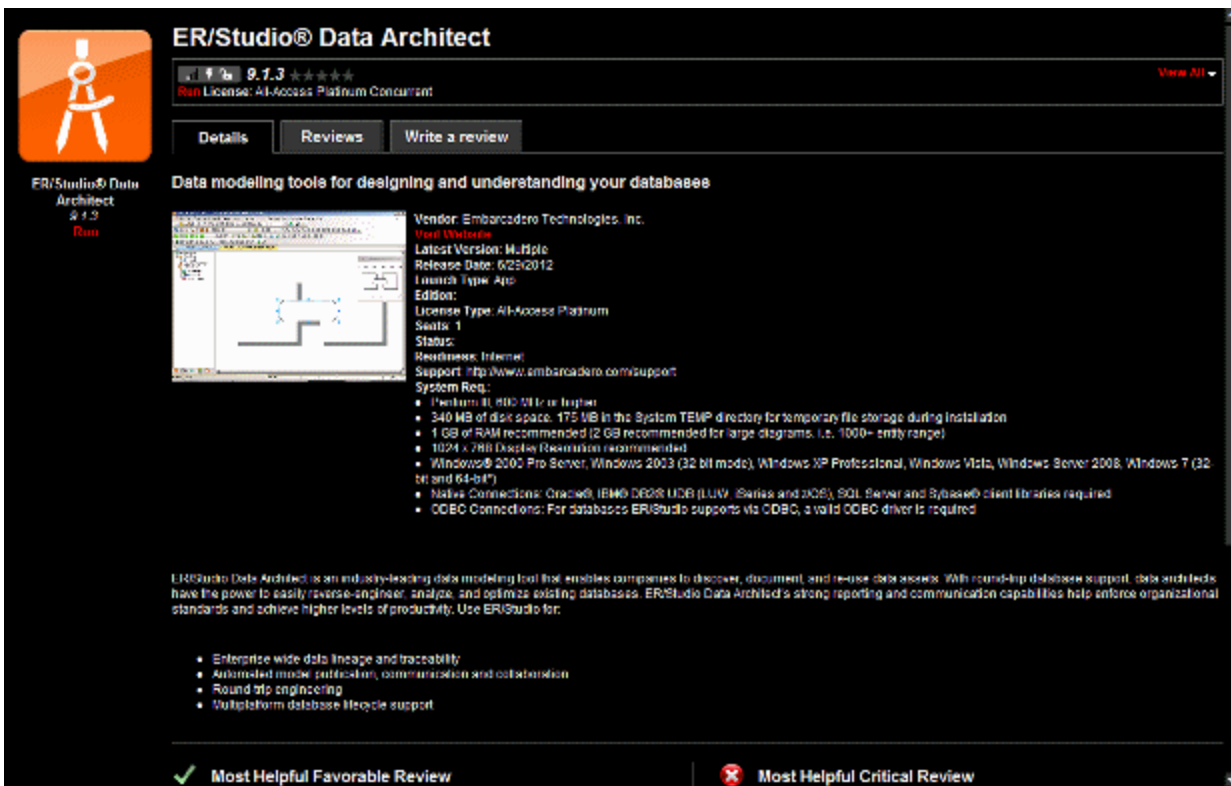 ER/Studio® Data Architect
9.1.3
View All
Run License: All-Access Platinum Concurrent
Details
Reviews
Write a review
ER/Studio® Data
Architect
9.1.3
Run
Data modeling tools for designing and understanding your databases
Vendor: Embarcadero Technologies, Inc.
Visit Website
Latest Version: Multiple
Release Date: 6/29/2012
Launch Type: App
Edition:
License Type: All-Access Platinum
Seats: 1
Status:
Readiness: Internet
Support: http://www.embarcadero.com/support
System Req.:
• Pentium III, 600 MHz or higher
• 340 MB of disk space. 175 MB in the System TEMP directory for temporary file storage during installation
• 1 GB of RAM recommended (2 GB recommended for large diagrams. i.e. 1000+ entity range)
• 1024 x 768 Display Resolution recommended
• Windows® 2000 Pro Server, Windows 2003 (32 bit mode), Windows XP Professional, Windows Vista, Windows Server 2008, Windows 7 (32-
bit and 64-bit*)
• Native Connections: Oracle®, IBM® DB2® UDB (LUW, iSeries and z/OS), SQL Server and Sybase® client libraries required
• ODBC Connections: For databases ER/Studio supports via ODBC, a valid ODBC driver is required
ER/Studio Data Architect is an industry-leading data modeling tool that enables companies to discover, document, and re-use data assets. With round-trip database support, data architects
have the power to easily reverse-engineer, analyze, and optimize existing databases. ER/Studio Data Architect's strong reporting and communication capabilities help enforce organizational
standards and achieve higher levels of productivity. Use ER/Studio for:
• Enterprise wide data lineage and traceability
• Automated model publication, communication and collaboration
• Round trip engineering
• Multiplatform database lifecycle support
Most Helpful Favorable Review
Most Helpful Critical Review